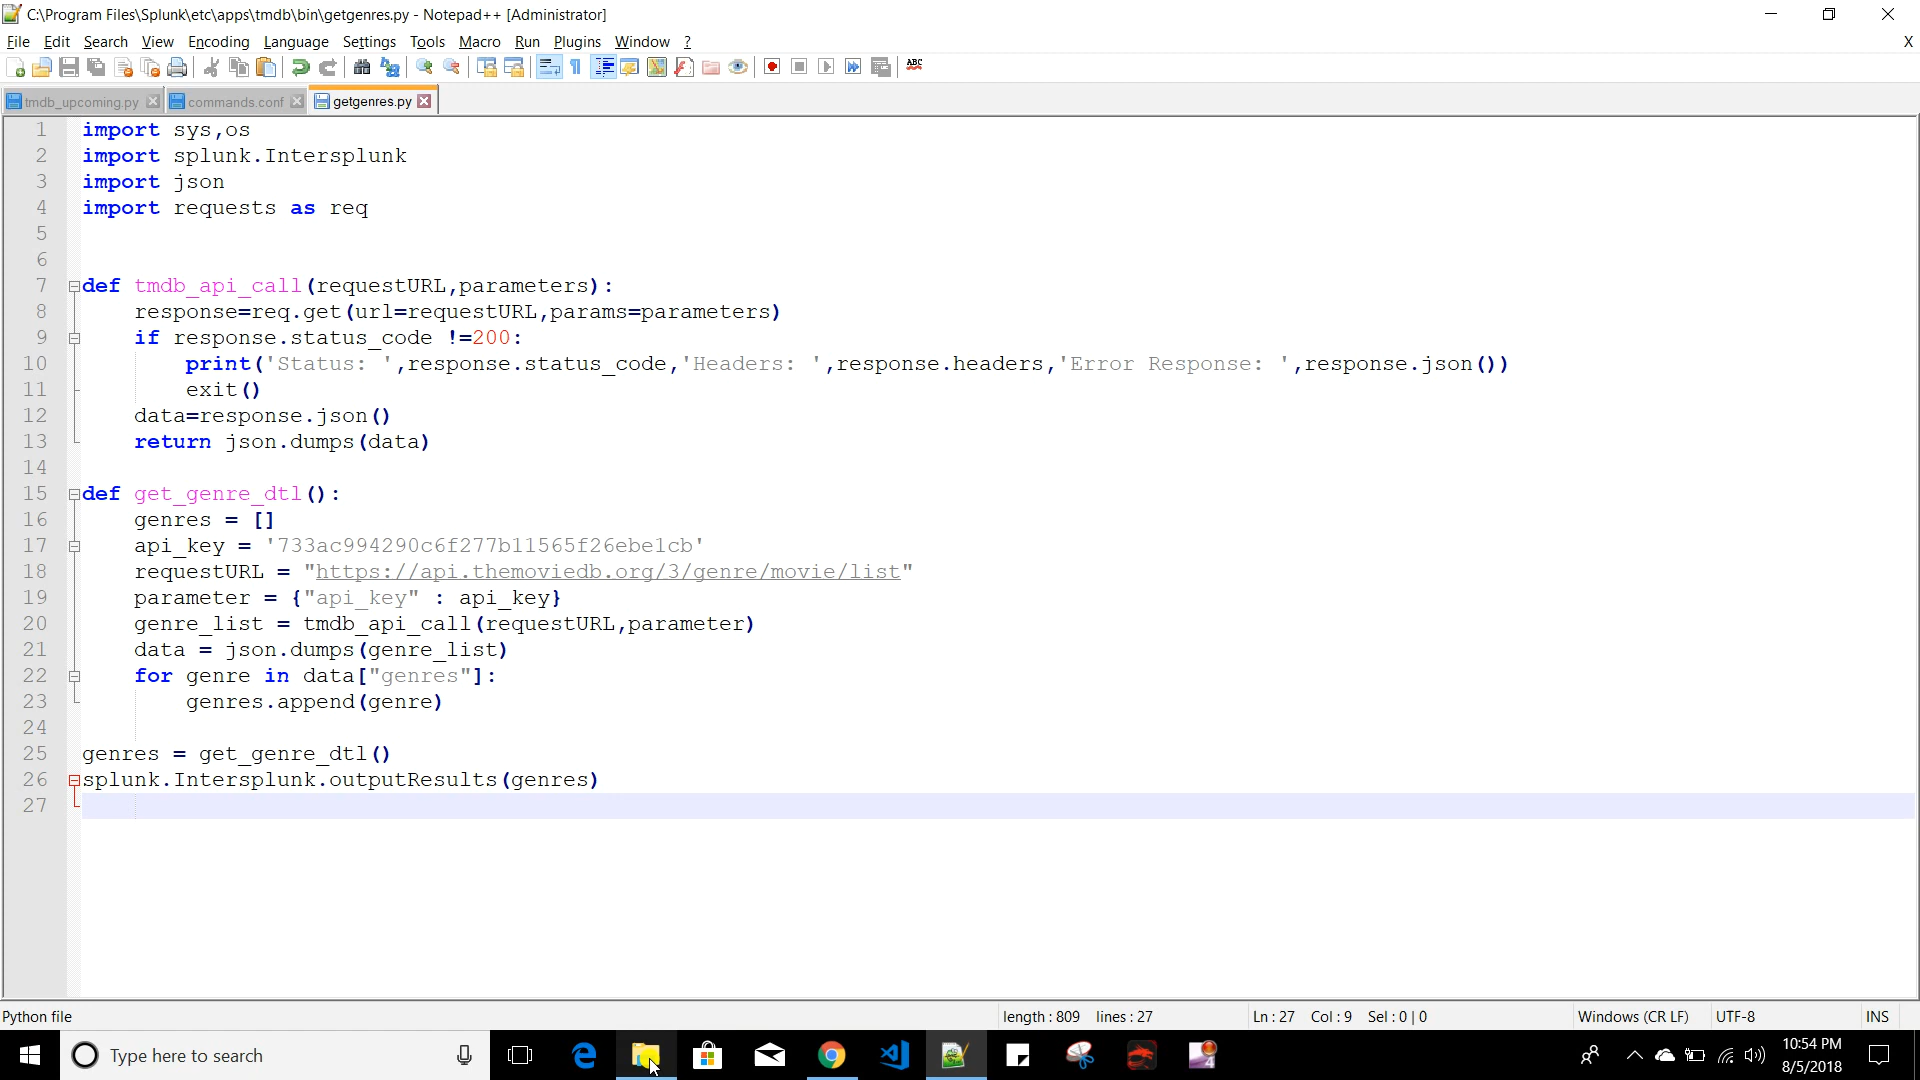 C:\Program Files\Splunk\etc\apps\tmdb\bin\getgenres.py - Notepad++ [Administrator]
File Edit Search View Encoding Language Settings Tools Macro Run Plugins Window ? X
ABC
tmdb_upcoming.py commands.conf getgenres.py
1 import sys,os
2 import splunk.Intersplunk
3 import json
4 import requests as req
5
6
7 def tmdb_api_call(requestURL,parameters):
8 response=req.get(url=requestURL,params=parameters)
9 if response.status_code !=200:
10 print('Status: ',response.status_code,'Headers: ',response.headers,'Error Response: ',response.json())
11 exit()
12 data=response.json()
13 return json.dumps(data)
14
15 def get_genre_dtl():
16 genres = []
17 api_key = '733ac994290c6f277b11565f26ebe1cb'
18 requestURL = "https://api.themoviedb.org/3/genre/movie/list"
19 parameter = {"api_key" : api_key}
20 genre_list = tmdb_api_call(requestURL,parameter)
21 data = json.dumps(genre_list)
22 for genre in data["genres"]:
23 genres.append(genre)
24
25 genres = get_genre_dtl()
26 splunk.Intersplunk.outputResults(genres)
27
Python file length : 809 lines : 27 Ln : 27 Col : 9 Sel : 0 | 0 Windows (CR LF) UTF-8 INS
Type here to search
10:54 PM
8/5/2018